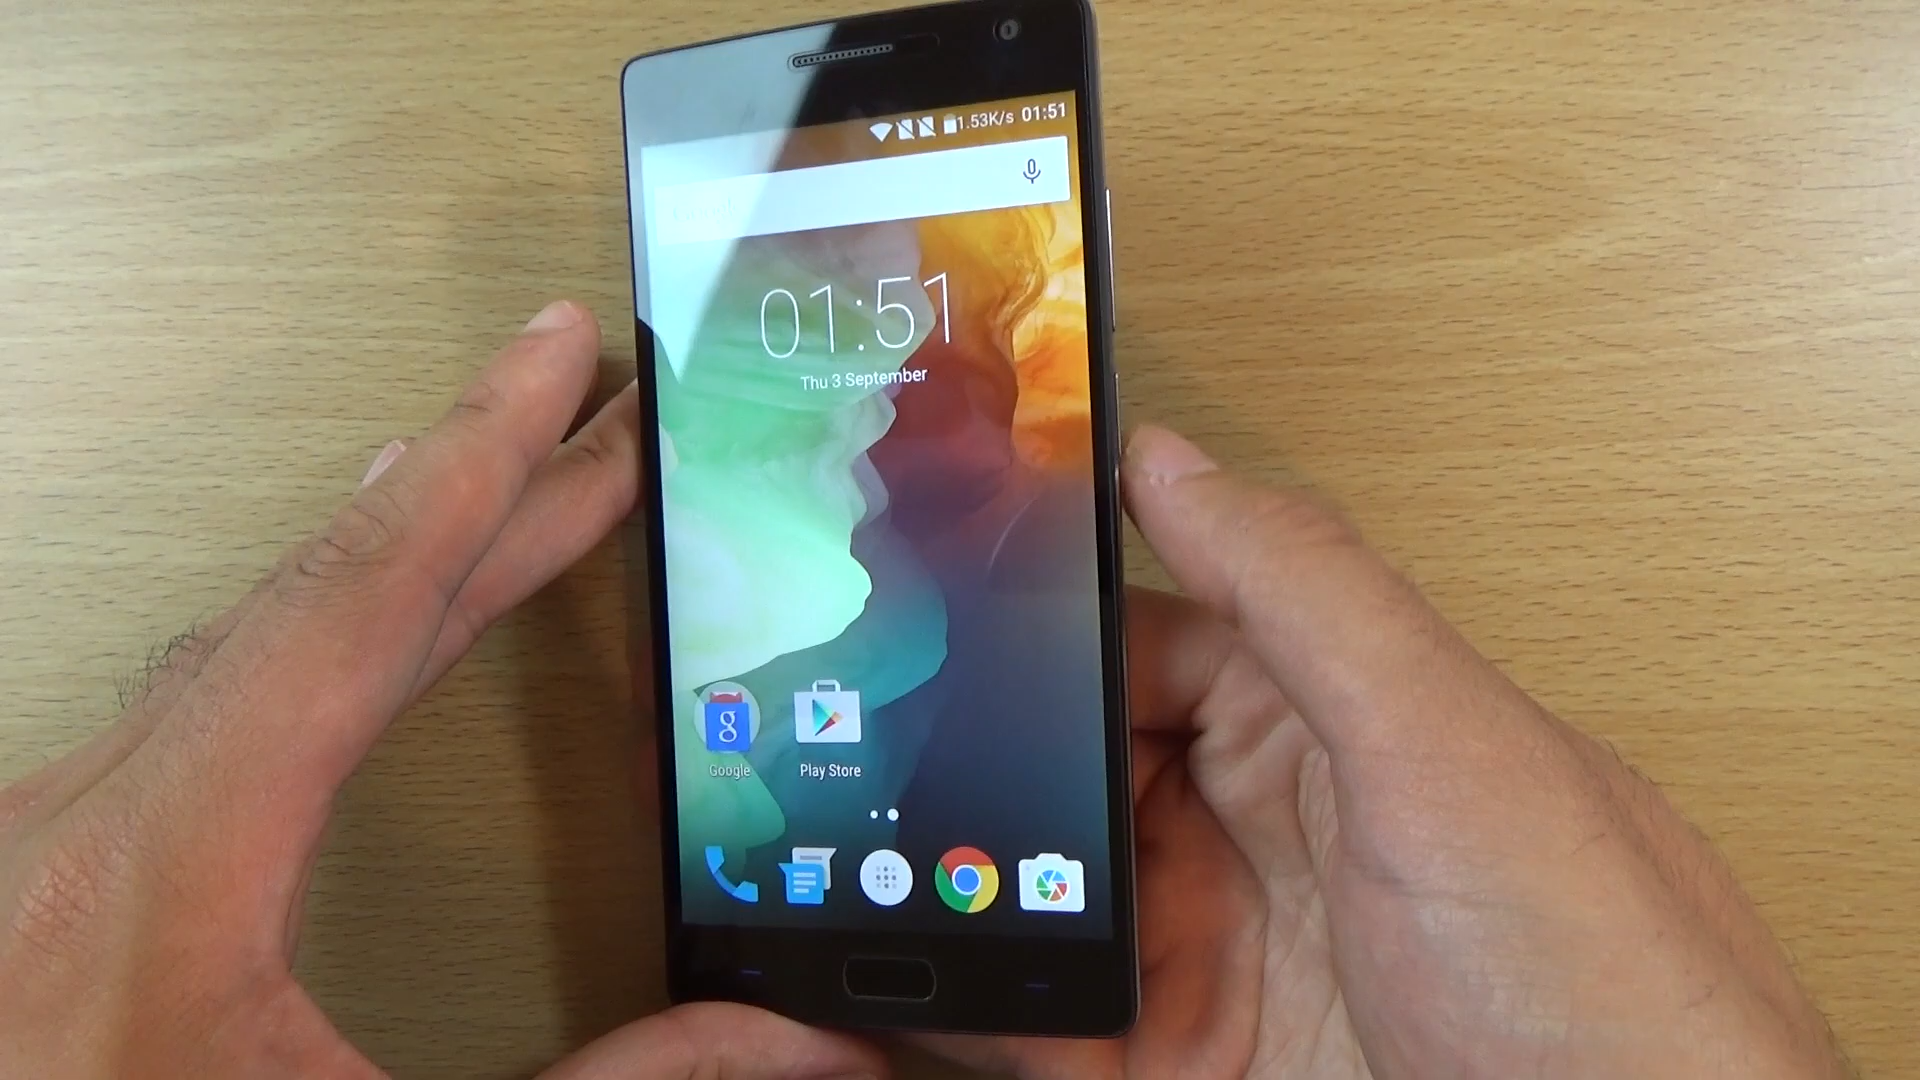 1.53K/s 01:51
01:51
Thu 3 September
g
Google
Play Store